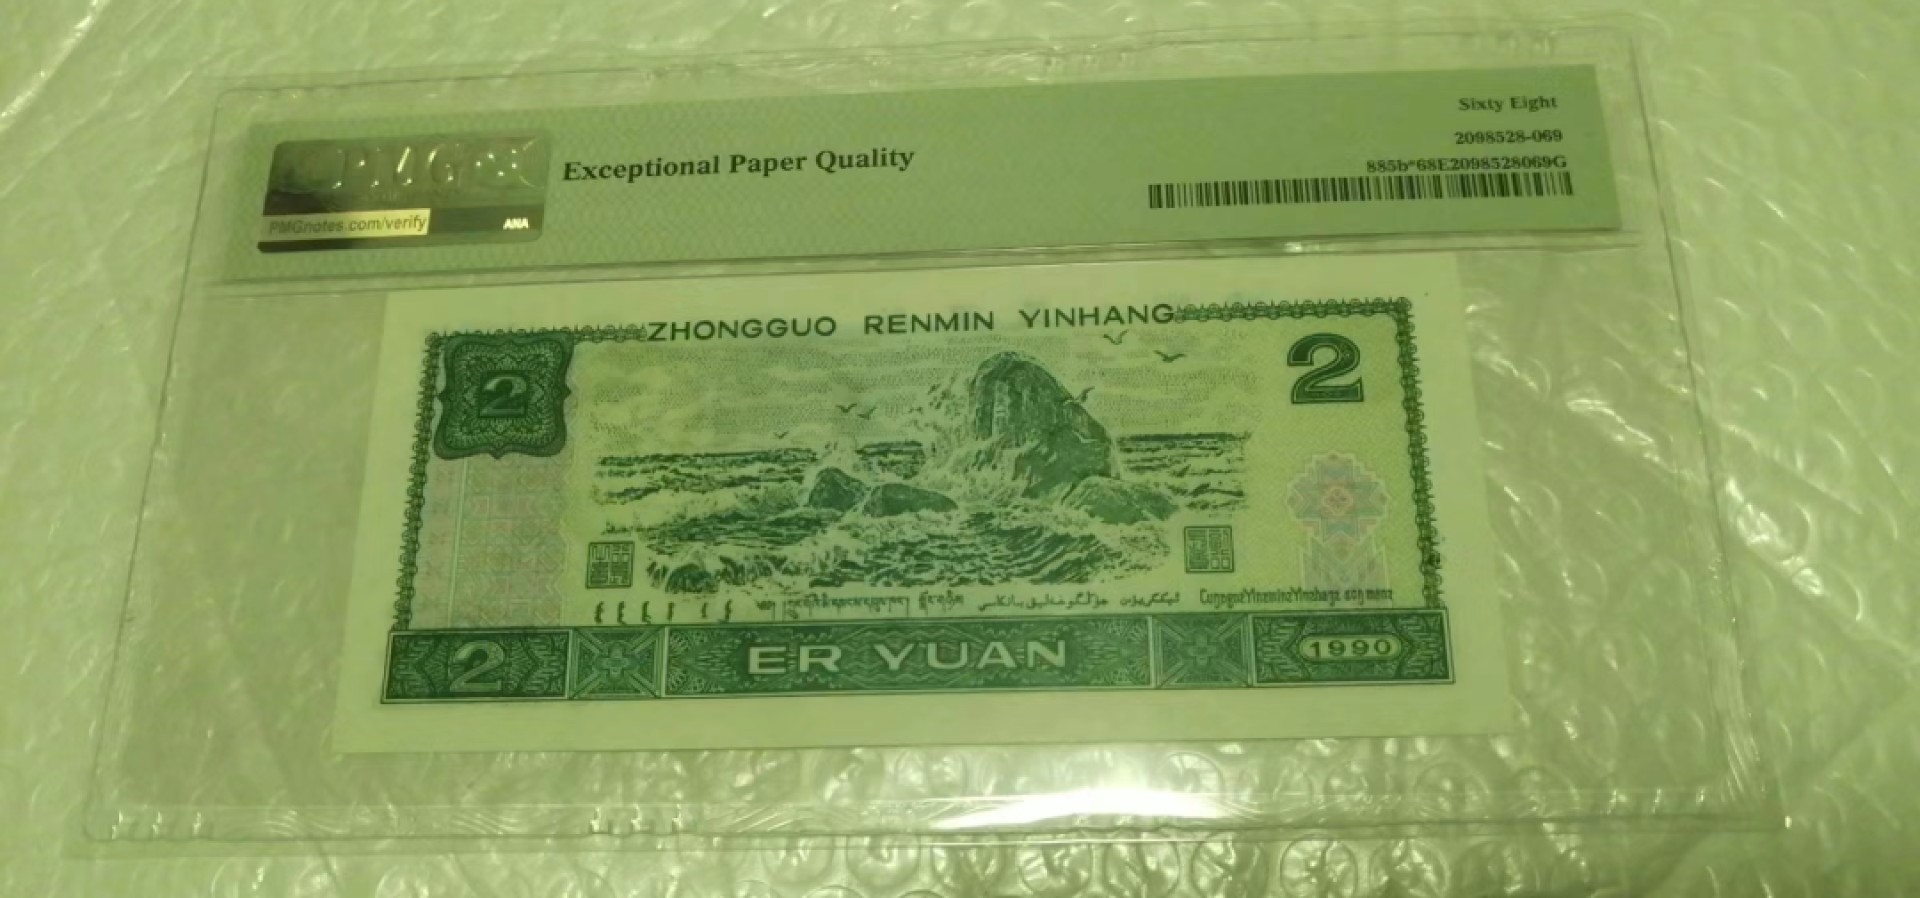 Sixty Eight
2098528-069
885b*68E2098528069G
Exceptional Paper Quality
PMGnotes.com/verify
ANA
ZHONGGUO RENMIN YINHANG
2
2
2
ER YUAN
1990